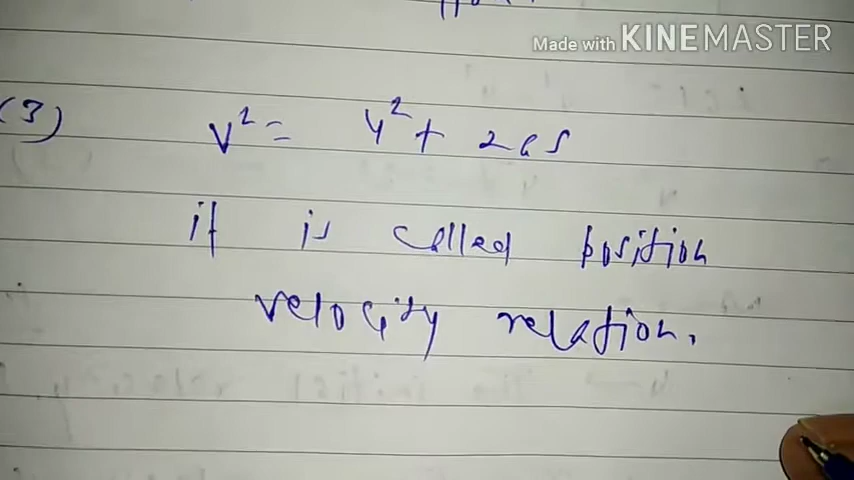 Made with KINEMASTER
(3) v² = u² + 2as
it is called position
velocity relation.